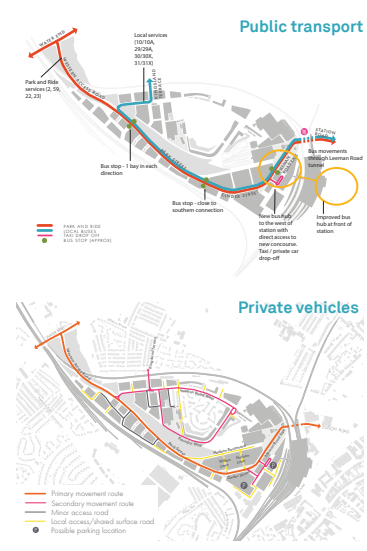 Public transport
WATER END
Local services
(10/10A,
29/29A,
30/30X,
31/31X)
Park and Ride
services (2, 59,
22, 23)
STATION
ROAD
Bus movements
through Leeman Road
tunnel
Bus stop - 1 bay in each
direction
Bus stop - close to
southern connection
New bus hub
to the west of
station with
direct access to
new concourse.
Taxi / private car
drop-off
Improved bus
hub at front of
station
PARK AND RIDE
LOCAL BUSES
TAXI DROP OFF
BUS STOP (APPROX)
Private vehicles
P
P
Primary movement route
Secondary movement route
Minor access road
Local access/shared surface road
P Possible parking location